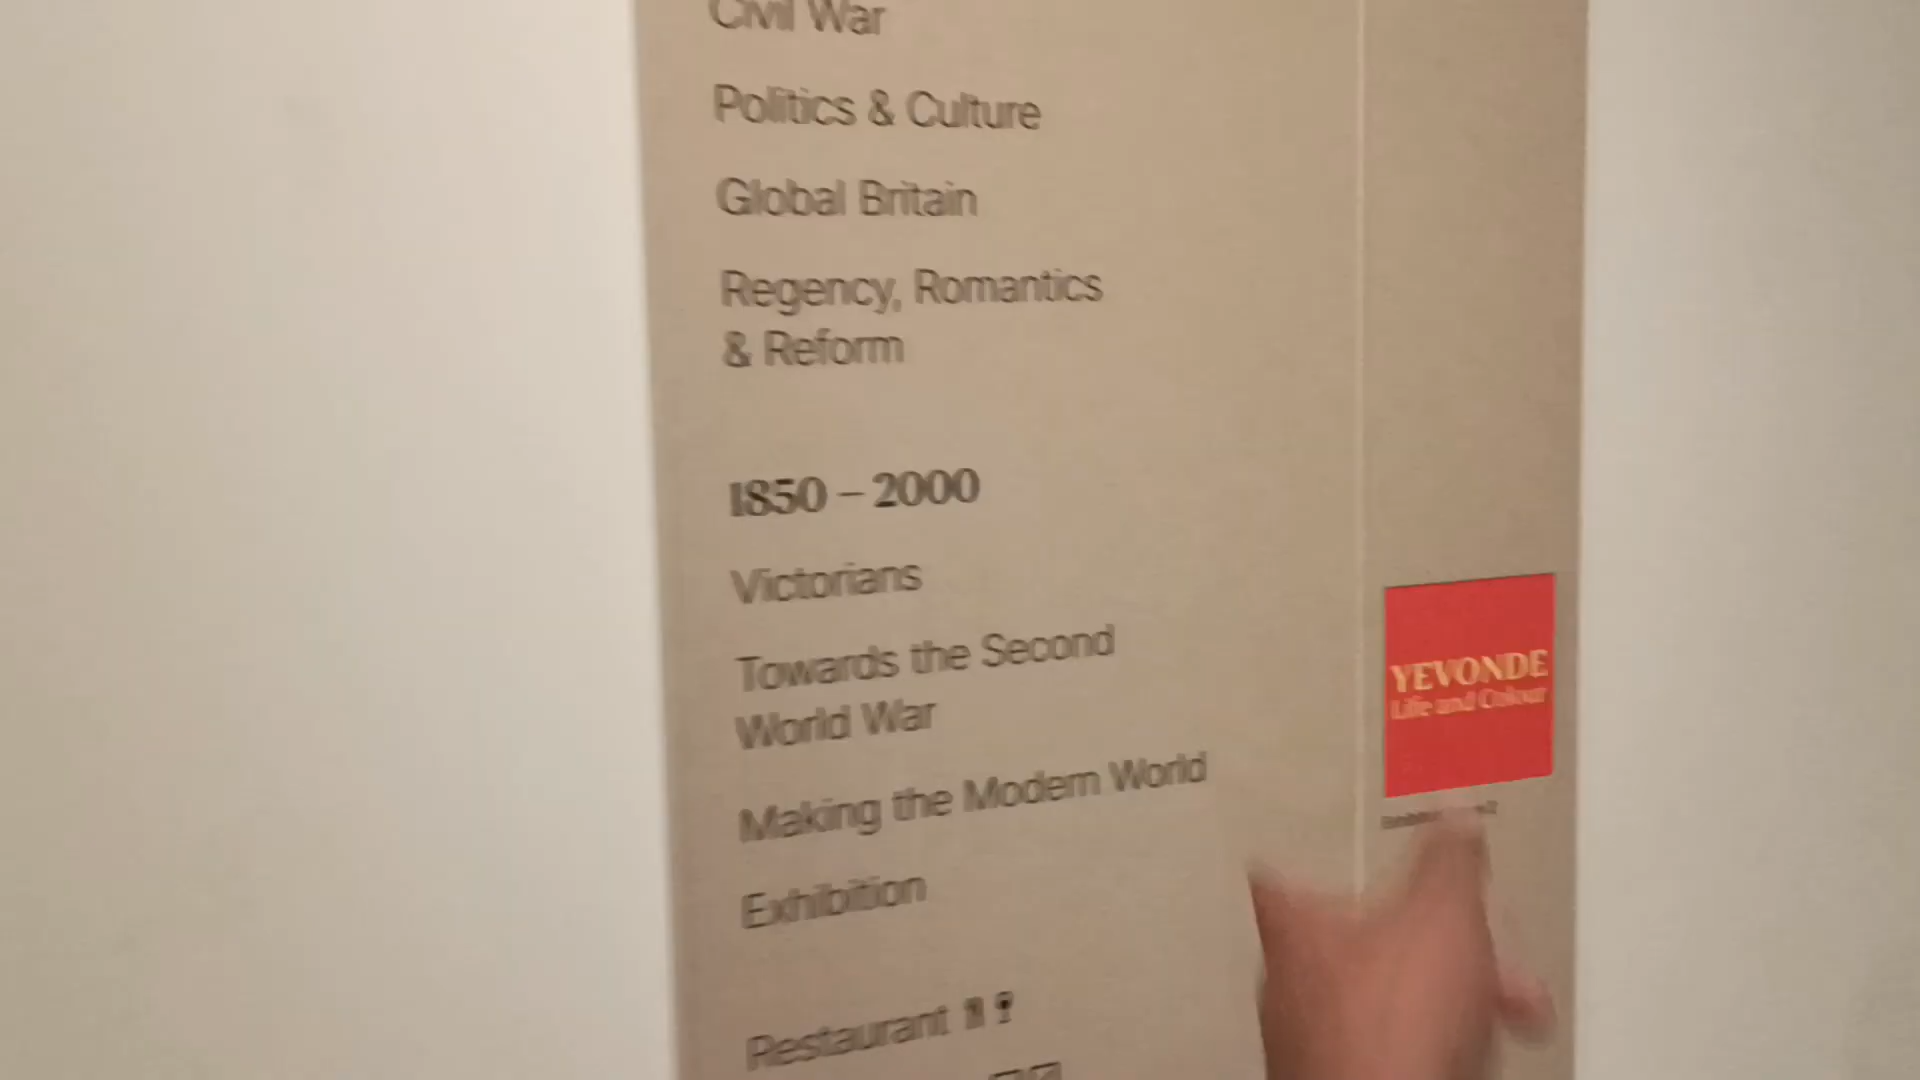 Civil War
Politics & Culture
Global Britain
Regency, Romantics
& Reform
1850 – 2000
Victorians
Towards the Second
World War
Making the Modern World
Exhibition
Restaurant
YEVONDE
Life and Colour